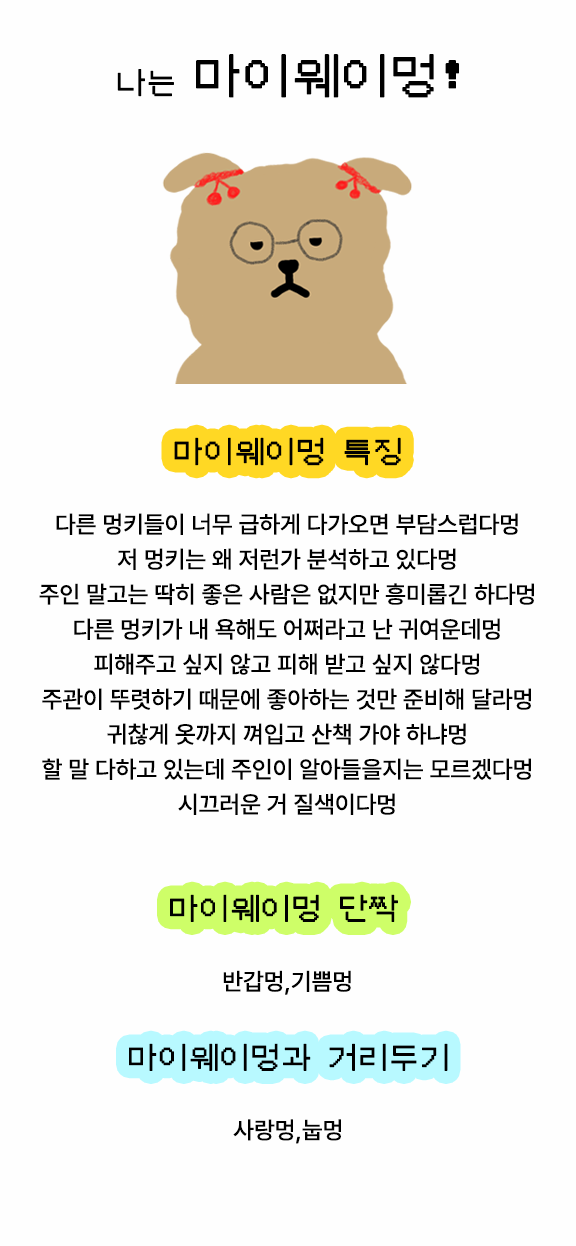 나는 마이웨이멍!
마이웨이멍 특징
다른 멍키들이 너무 급하게 다가오면 부담스럽다멍
저 멍키는 왜 저런가 분석하고 있다멍
주인 말고는 딱히 좋은 사람은 없지만 흥미롭긴 하다멍
다른 멍키가 내 욕해도 어쩌라고 난 귀여운데멍
피해주고 싶지 않고 피해 받고 싶지 않다멍
주관이 뚜렷하기 때문에 좋아하는 것만 준비해 달라멍
귀찮게 옷까지 껴입고 산책 가야 하냐멍
할 말 다하고 있는데 주인이 알아들을지는 모르겠다멍
시끄러운 거 질색이다멍
마이웨이멍 단짝
반갑멍,기쁨멍
마이웨이멍과 거리두기
사랑멍,눕멍